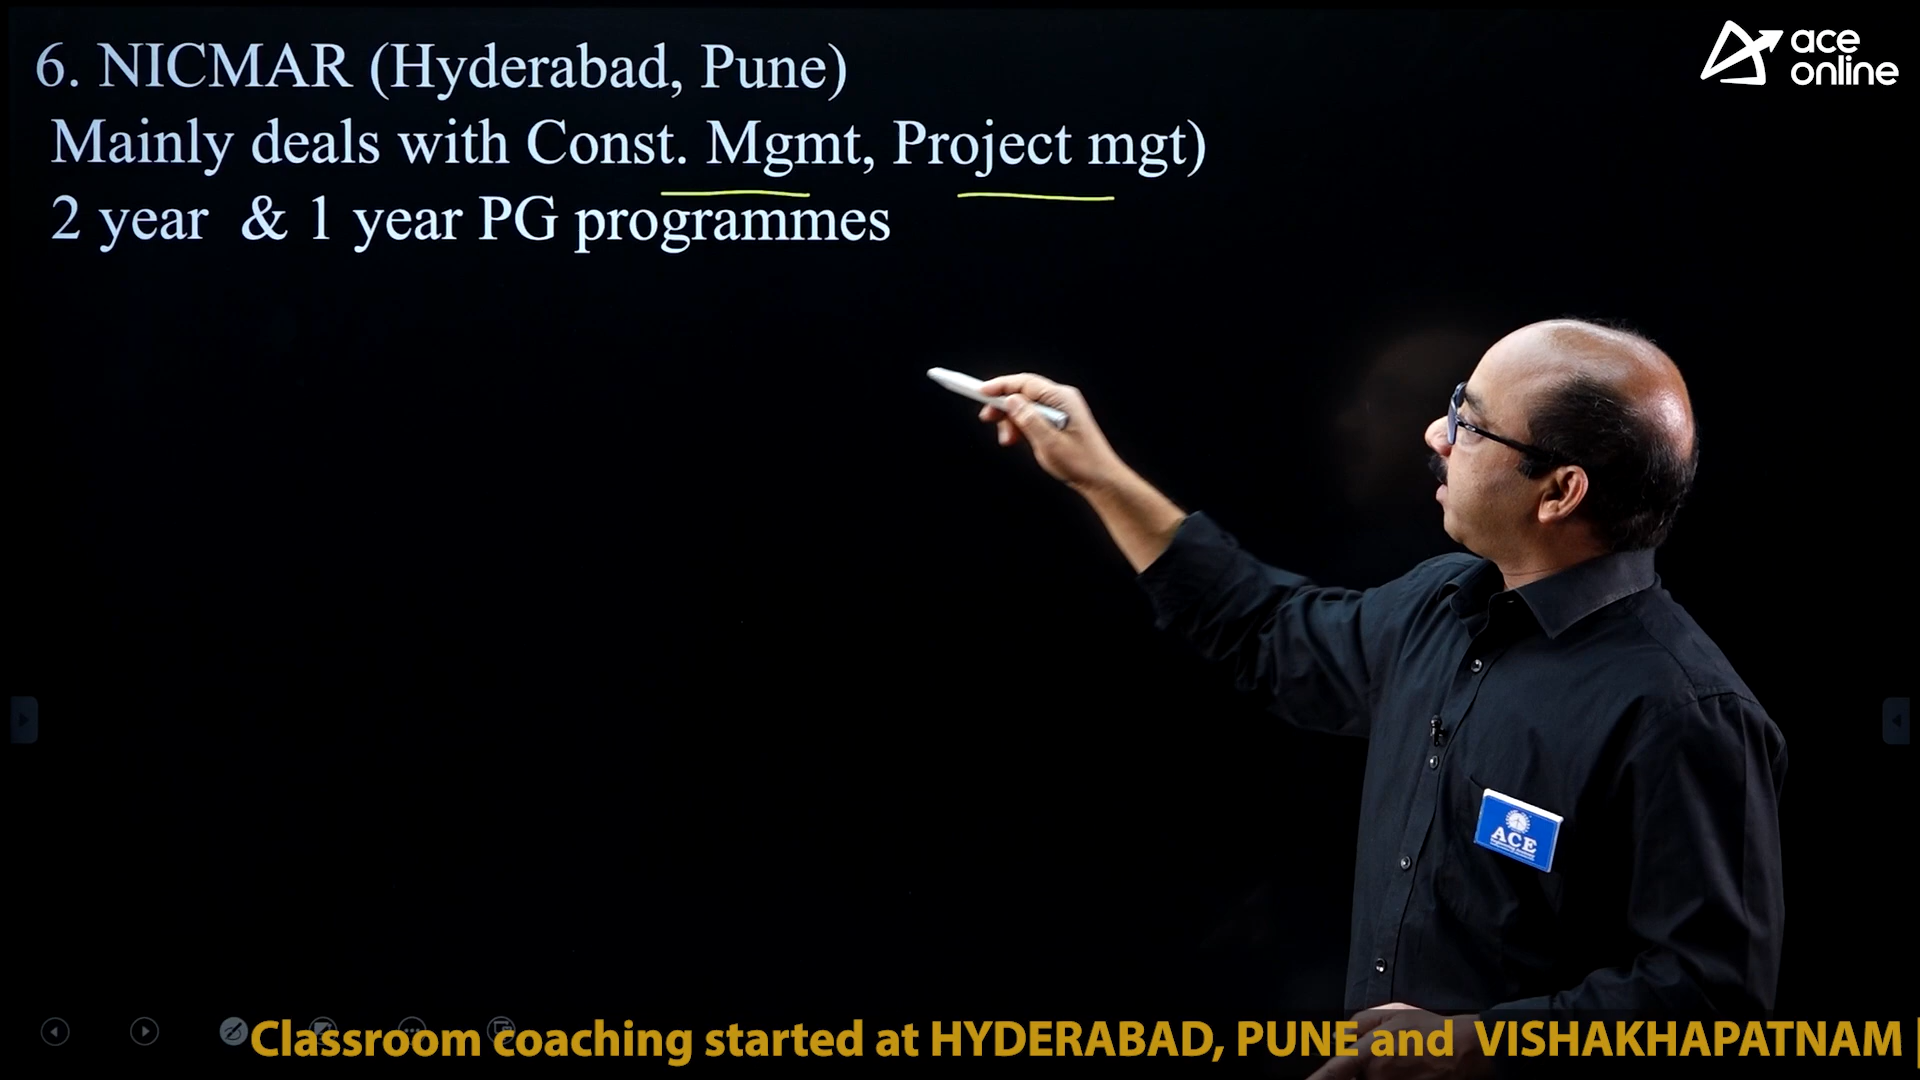 6. NICMAR (Hyderabad, Pune)
ace
online
Mainly deals with Const. Mgmt, Project mgt)
2 year & 1 year PG programmes
ACE
Classroom coaching started at HYDERABAD, PUNE and VISHAKHAPATNAM |